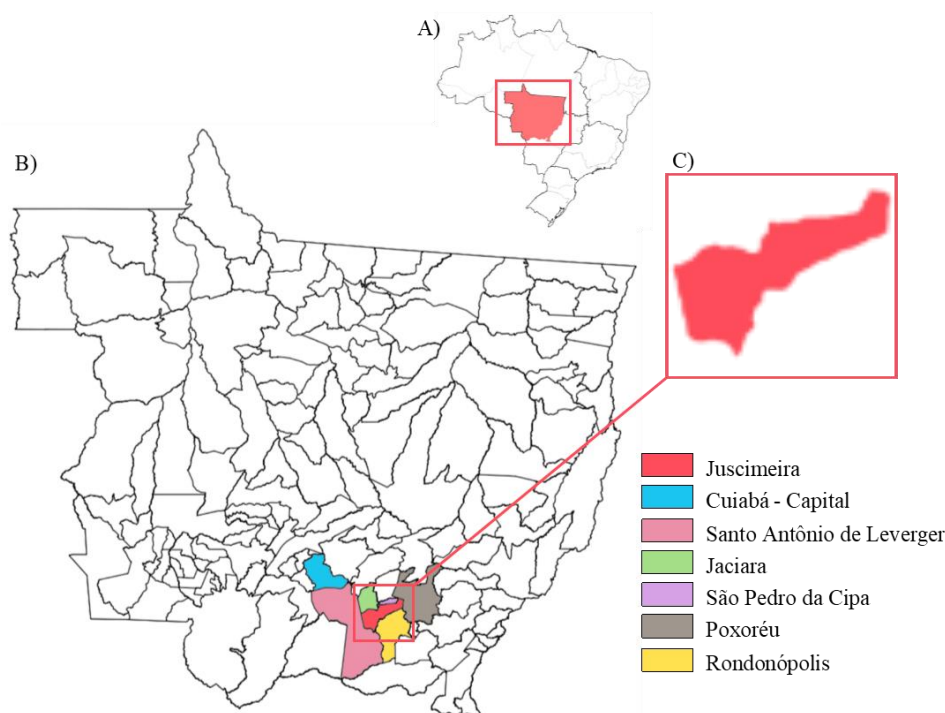 A)
B)
C)
Juscimeira
Cuiabá - Capital
Santo Antônio de Leverger
Jaciara
São Pedro da Cipa
Poxoréu
Rondonópolis